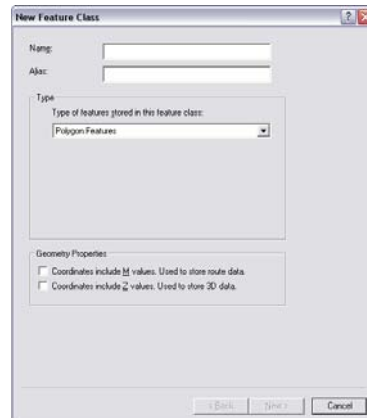 New Feature Class
Name:
Alias:
Type
Type of features stored in this feature class:
Polygon Features
Geometry Properties
Coordinates include M values. Used to store route data.
Coordinates include Z values. Used to store 3D data.
< Back Next > Cancel